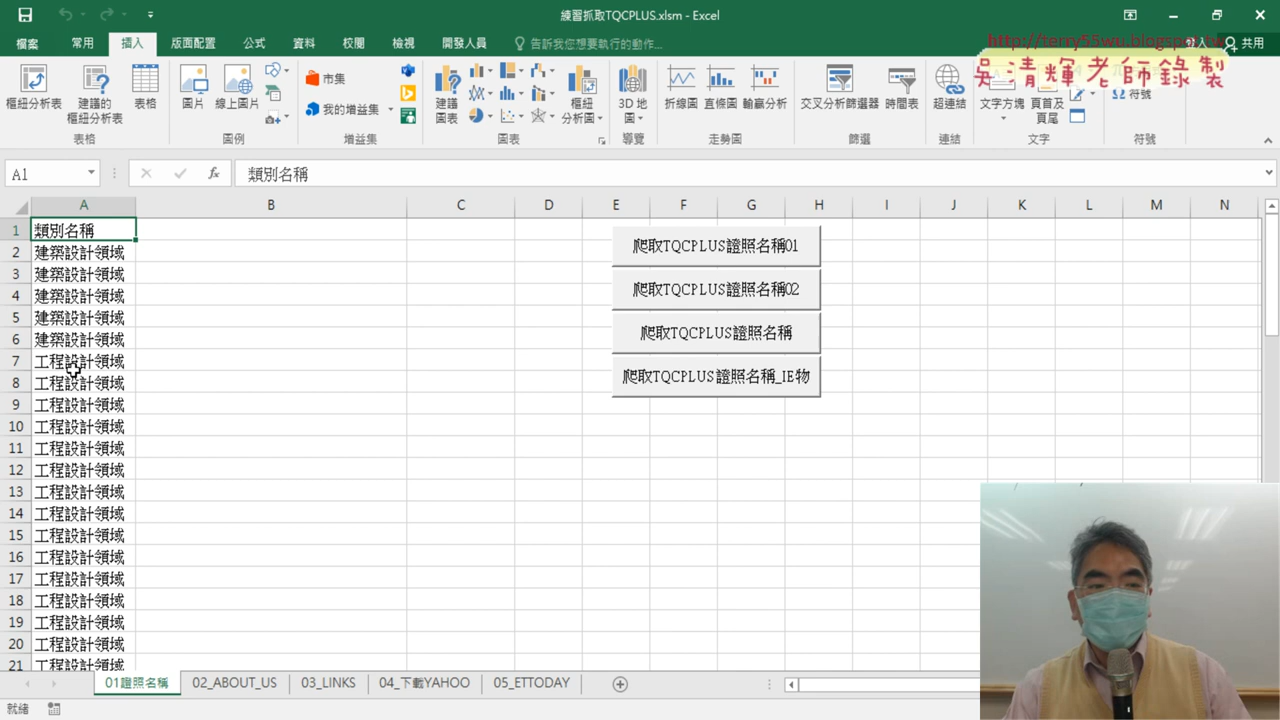 練習抓取TQCPLUS.xlsm - Excel
檔案 常用 插入 版面配置 公式 資料 校閱 檢視 開發人員 告訴我您想要執行的動作... 登入 共用
http://terry55wu.blogspot.tw
吳清輝老師錄製
樞紐分析表 建議的樞紐分析表 表格 圖片 線上圖片 市集 我的增益集 建議圖表 樞紐分析圖 3D 地圖 折線圖 直條圖 輸贏分析 交叉分析篩選器 時間表 超連結 文字方塊 頁首及頁尾 符號
表格 圖例 增益集 圖表 導覽 走勢圖 篩選 連結 文字 符號
A1 fx 類別名稱
A B C D E F G H I J K L M N
1 類別名稱
2 建築設計領域
3 建築設計領域
4 建築設計領域
5 建築設計領域
6 建築設計領域
7 工程設計領域
8 工程設計領域
9 工程設計領域
10 工程設計領域
11 工程設計領域
12 工程設計領域
13 工程設計領域
14 工程設計領域
15 工程設計領域
16 工程設計領域
17 工程設計領域
18 工程設計領域
19 工程設計領域
20 工程設計領域
21 工程設計領域
爬取TQCPLUS證照名稱01
爬取TQCPLUS證照名稱02
爬取TQCPLUS證照名稱
爬取TQCPLUS證照名稱_IE物
01證照名稱 02_ABOUT_US 03_LINKS 04_下載YAHOO 05_ETTODAY
就緒